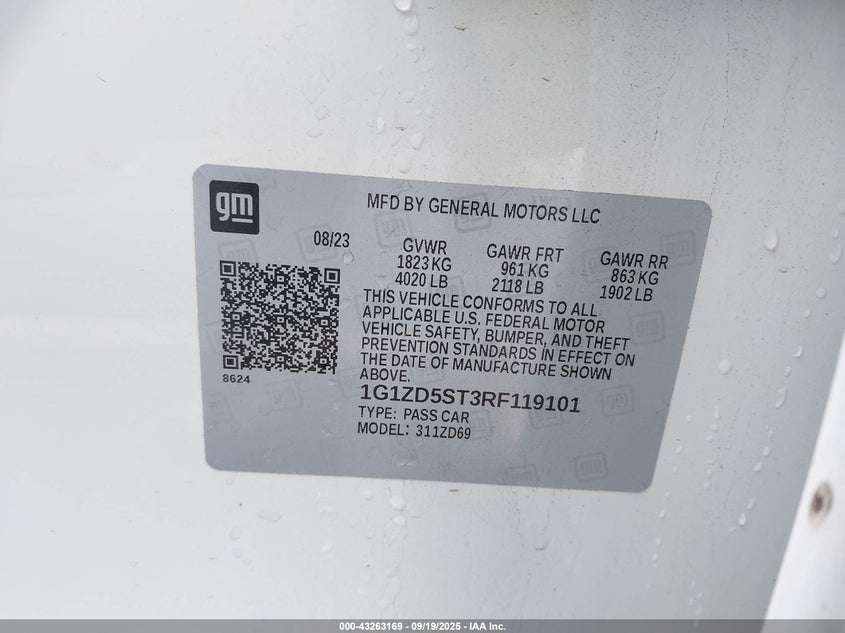 gm
MFD BY GENERAL MOTORS LLC
08/23
GVWR
1823 KG
4020 LB
GAWR FRT
961 KG
2118 LB
GAWR RR
863 KG
1902 LB
THIS VEHICLE CONFORMS TO ALL
APPLICABLE U.S. FEDERAL MOTOR
VEHICLE SAFETY, BUMPER, AND THEFT
PREVENTION STANDARDS IN EFFECT ON
THE DATE OF MANUFACTURE SHOWN
ABOVE.
8624
1G1ZD5ST3RF119101
TYPE: PASS CAR
MODEL: 311ZD69
000-43263169 - 09/19/2025 - IAA Inc.